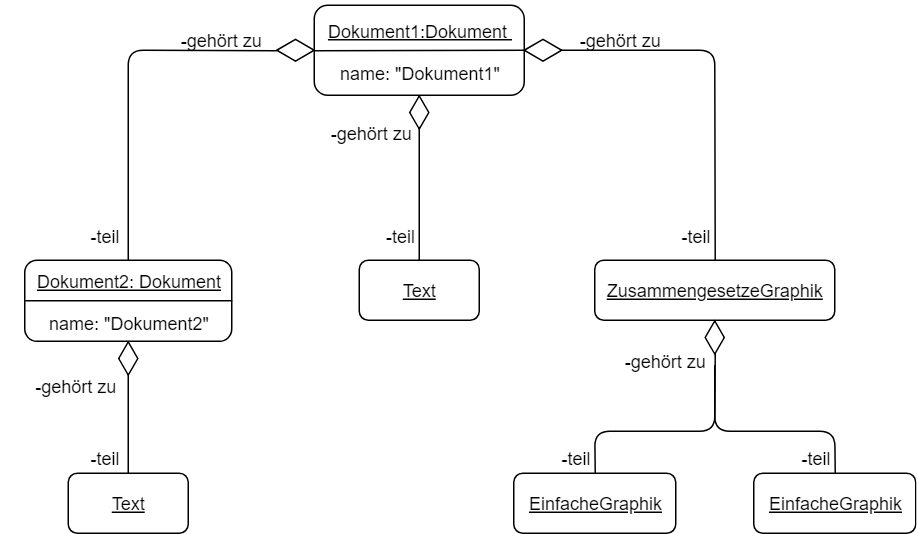 Dokument1:Dokument
-gehört zu
-gehört zu
name: "Dokument1"
-gehört zu
-teil
-teil
-teil
Dokument2: Dokument
Text
ZusammengesetzeGraphik
name: "Dokument2"
-gehört zu
-gehört zu
-teil
-teil
-teil
Text
EinfacheGraphik
EinfacheGraphik